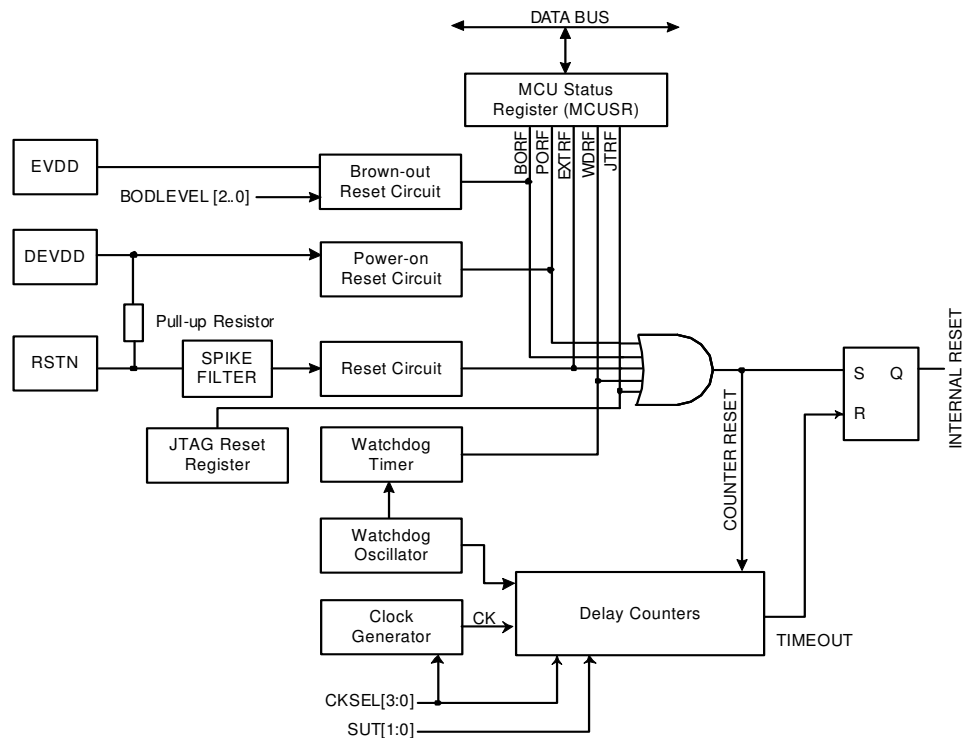 DATA BUS
MCU Status
Register (MCUSR)
BORF
PORF
EXTRF
WDRF
JTRF
EVDD
Brown-out
Reset Circuit
BODLEVEL [2..0]
DEVDD
Power-on
Reset Circuit
Pull-up Resistor
RSTN
SPIKE
FILTER
Reset Circuit
S
Q
R
INTERNAL RESET
JTAG Reset
Register
Watchdog
Timer
COUNTER RESET
Watchdog
Oscillator
Clock
Generator
CK
Delay Counters
TIMEOUT
CKSEL[3:0]
SUT[1:0]